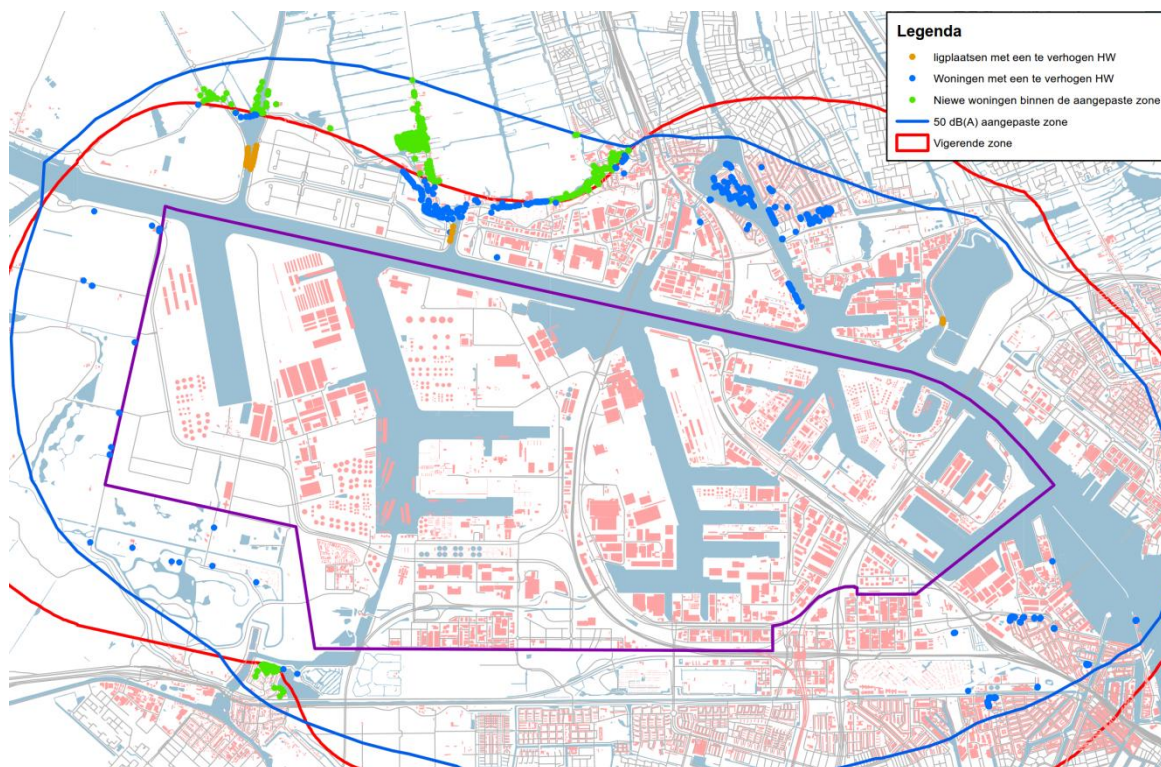 Legenda
ligplaatsen met een te verhogen HW
Woningen met een te verhogen HW
Niewe woningen binnen de aangepaste zone
50 dB(A) aangepaste zone
Vigerende zone